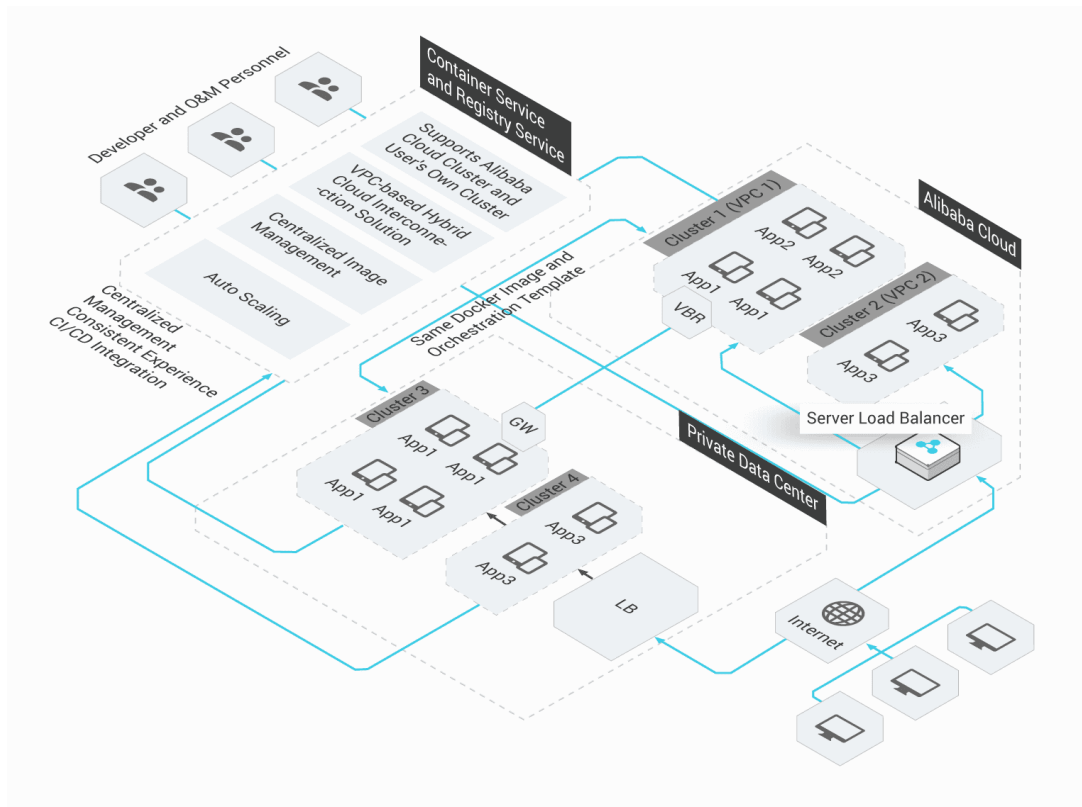 Developer and O&M Personnel
Container Service
and Registry Service
Supports Alibaba
Cloud Cluster and
User's Own Cluster
VPC-based Hybrid
Cloud Interconne-
-ction Solution
Centralized Image
Management
Auto Scaling
Centralized
Management
Consistent Experience
CI/CD Integration
Same Docker Image and
Orchestration Template
Alibaba Cloud
Cluster 1 (VPC 1)
App2
App2
App1
App1
VBR
Cluster 2 (VPC 2)
App3
App3
Server Load Balancer
Private Data Center
Cluster 3
GW
App1
App1
App1
App1
Cluster 4
App3
App3
LB
Internet